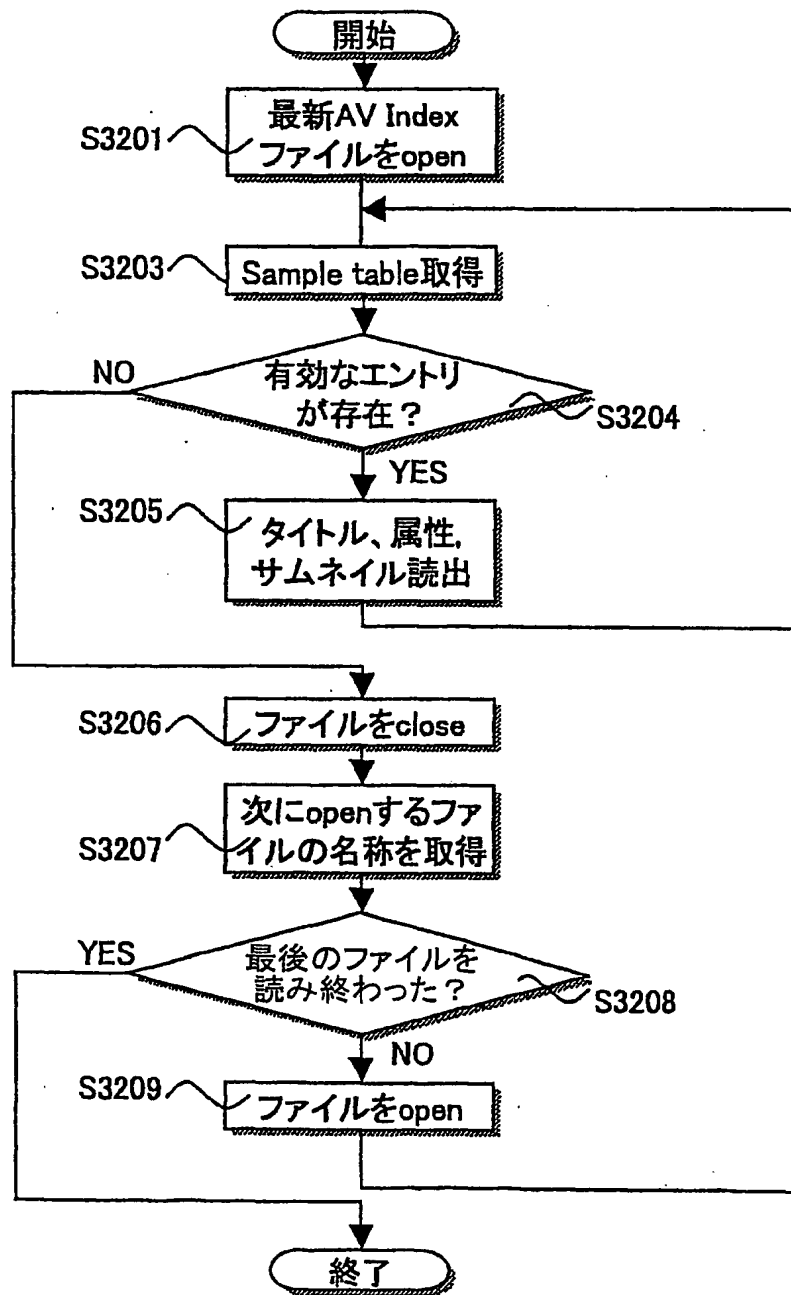 開始
S3201
最新AV Index
ファイルをopen
S3203
Sample table取得
NO
有効なエントリ
が存在？
S3204
YES
S3205
タイトル、属性,
サムネイル読出
S3206
ファイルをclose
S3207
次にopenするファ
イルの名称を取得
YES
最後のファイルを
読み終わった？
S3208
NO
S3209
ファイルをopen
終了